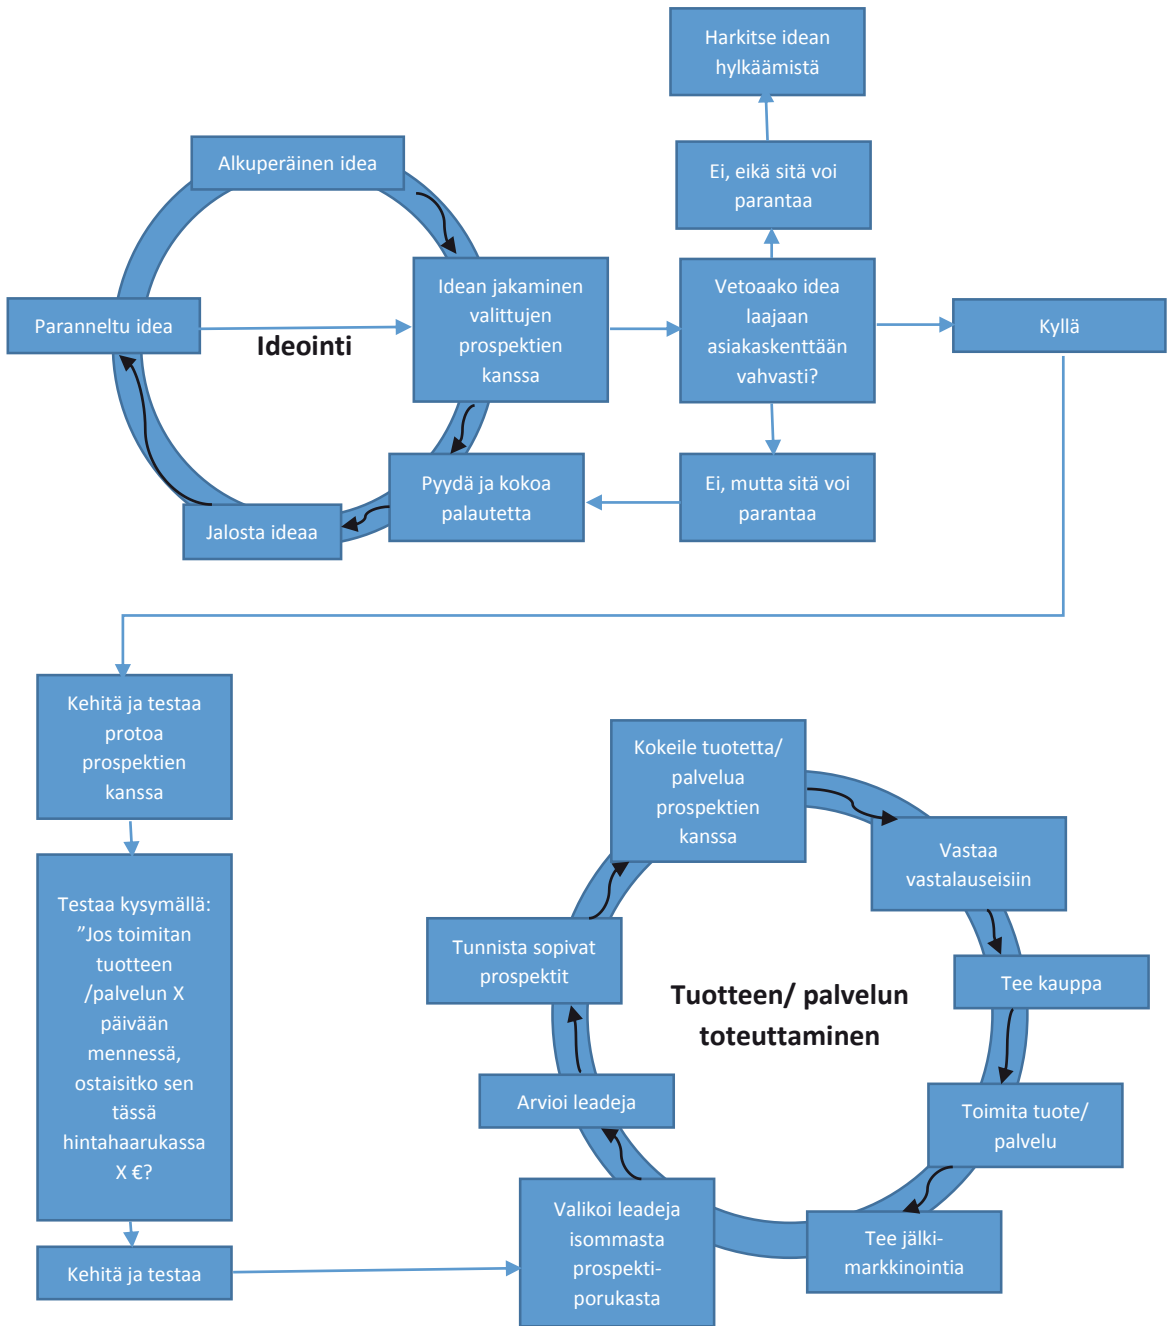 Harkitse idean
hylkäämistä
Alkuperäinen idea
Ei, eikä sitä voi
parantaa
Idean jakaminen
valittujen
prospektien
kanssa
Vetoaako idea
laajaan
asiakaskenttään
vahvasti?
Paranneltu idea
Ideointi
Kyllä
Pyydä ja kokoa
palautetta
Ei, mutta sitä voi
parantaa
Jalosta ideaa
Kehitä ja testaa
protoa
prospektien
kanssa
Testaa kysymällä:
”Jos toimitan
tuotteen
/palvelun X
päivään
mennessä,
ostaisitko sen
tässä
hintahaarukassa
X €?
Kehitä ja testaa
Kokeile tuotetta/
palvelua
prospektien
kanssa
Vastaa
vastalauseisiin
Tunnista sopivat
prospektit
Tuotteen/ palvelun
toteuttaminen
Tee kauppa
Arvioi leadeja
Toimita tuote/
palvelu
Valikoi leadeja
isommasta
prospekti-
porukasta
Tee jälki-
markkinointia